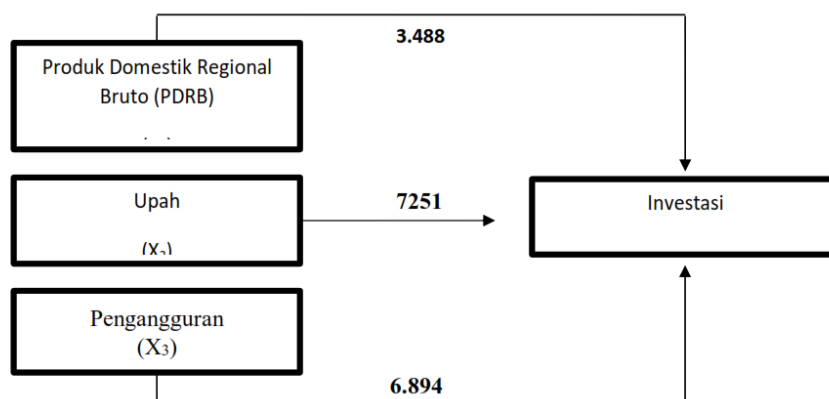 3.488
Produk Domestik Regional
Bruto (PDRB)
Upah
7251
Investasi
Pengangguran
(X3)
6.894